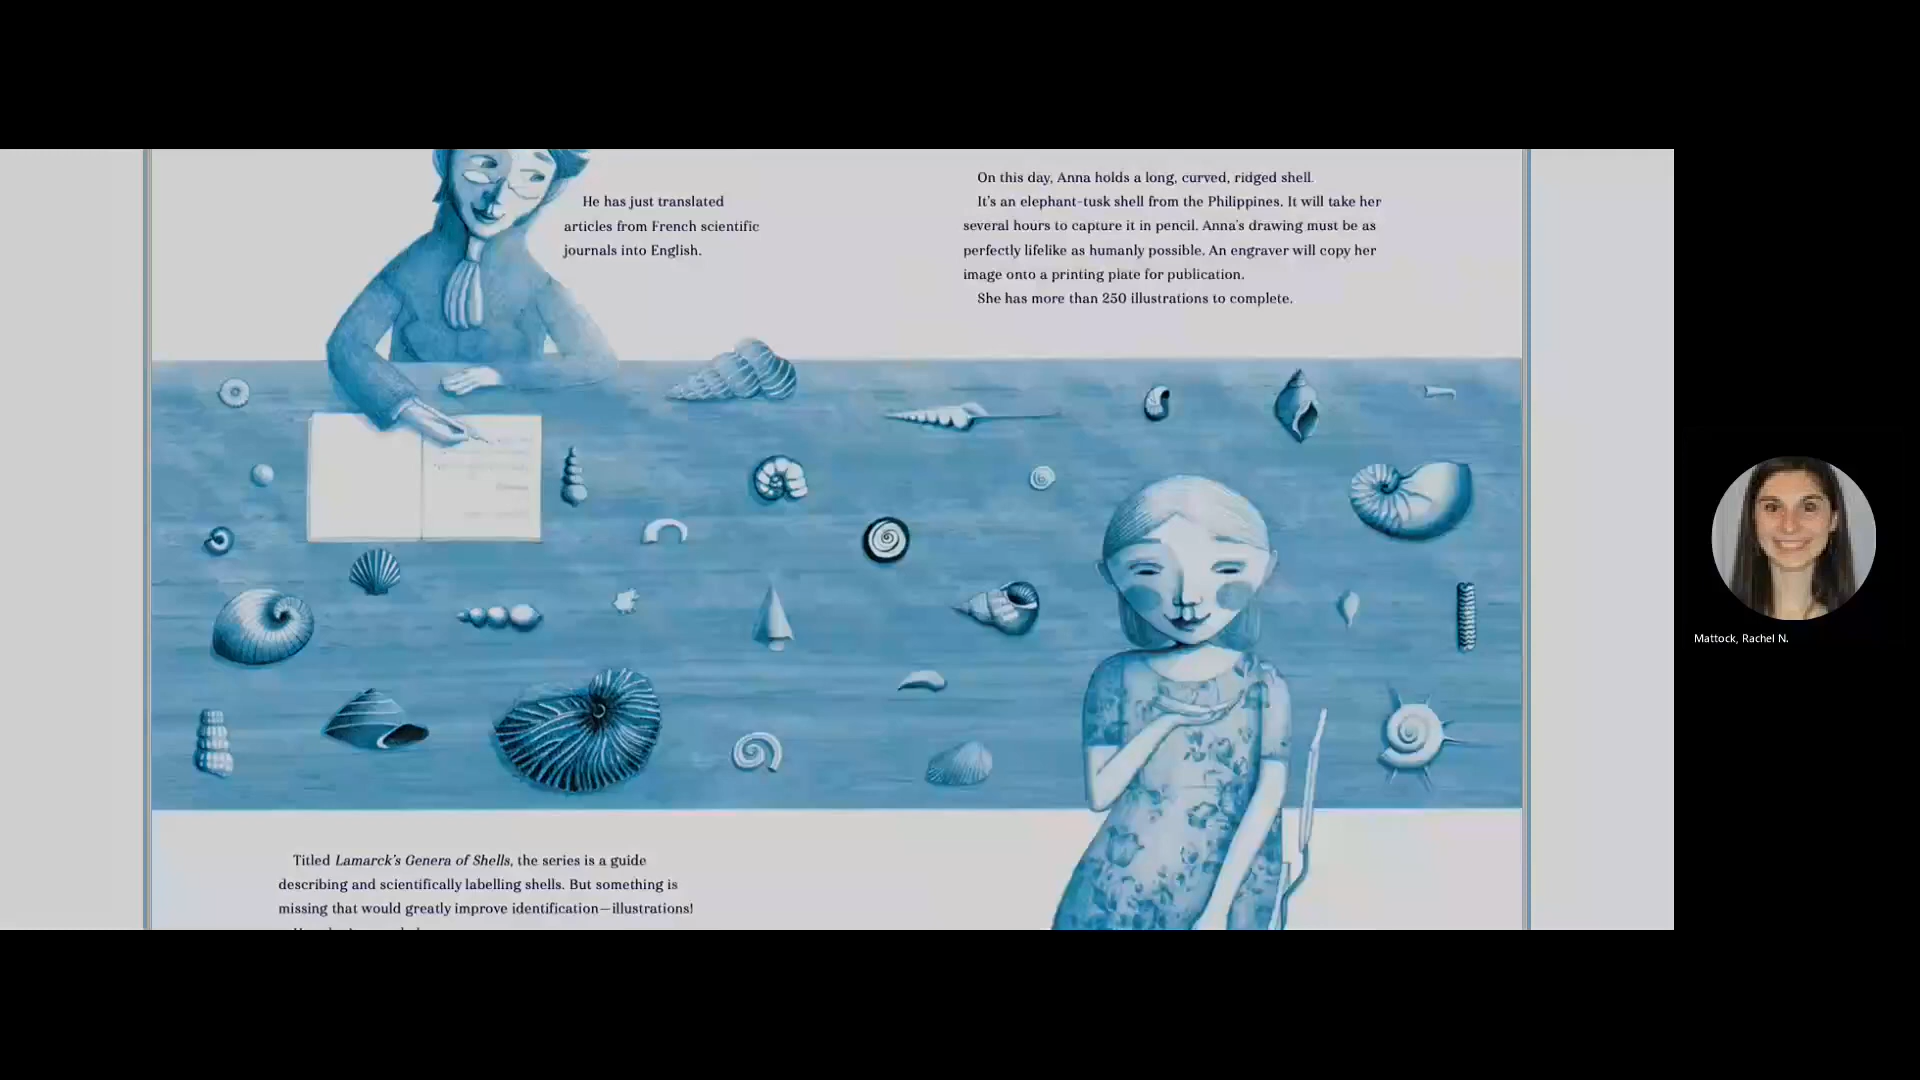 He has just translated
articles from French scientific
journals into English.
On this day, Anna holds a long, curved, ridged shell.
It's an elephant-tusk shell from the Philippines. It will take her
several hours to capture it in pencil. Anna's drawing must be as
perfectly lifelike as humanly possible. An engraver will copy her
image onto a printing plate for publication.
She has more than 250 illustrations to complete.
Titled Lamarck's Genera of Shells, the series is a guide
describing and scientifically labelling shells. But something is
missing that would greatly improve identification—illustrations!
Mattock, Rachel N.